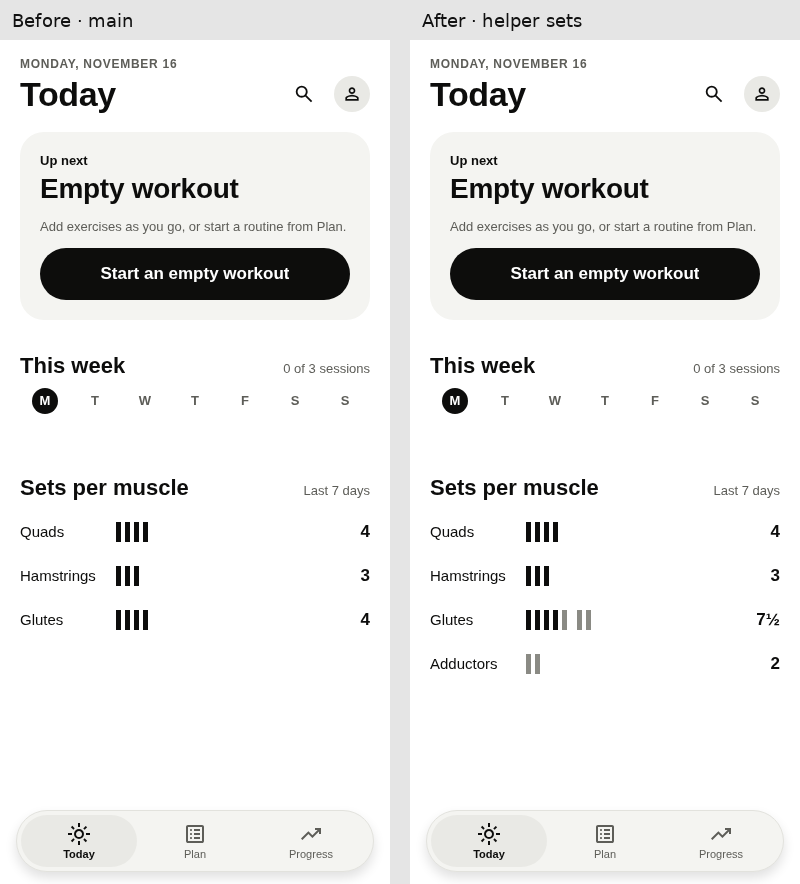 Before · main
MONDAY, NOVEMBER 16
Today
Up next
Empty workout
Add exercises as you go, or start a routine from Plan.
Start an empty workout
This week
0 of 3 sessions
M T W T F S S
Sets per muscle
Last 7 days
Quads 4
Hamstrings 3
Glutes 4
Today Plan Progress
After · helper sets
MONDAY, NOVEMBER 16
Today
Up next
Empty workout
Add exercises as you go, or start a routine from Plan.
Start an empty workout
This week
0 of 3 sessions
M T W T F S S
Sets per muscle
Last 7 days
Quads 4
Hamstrings 3
Glutes 7½
Adductors 2
Today Plan Progress